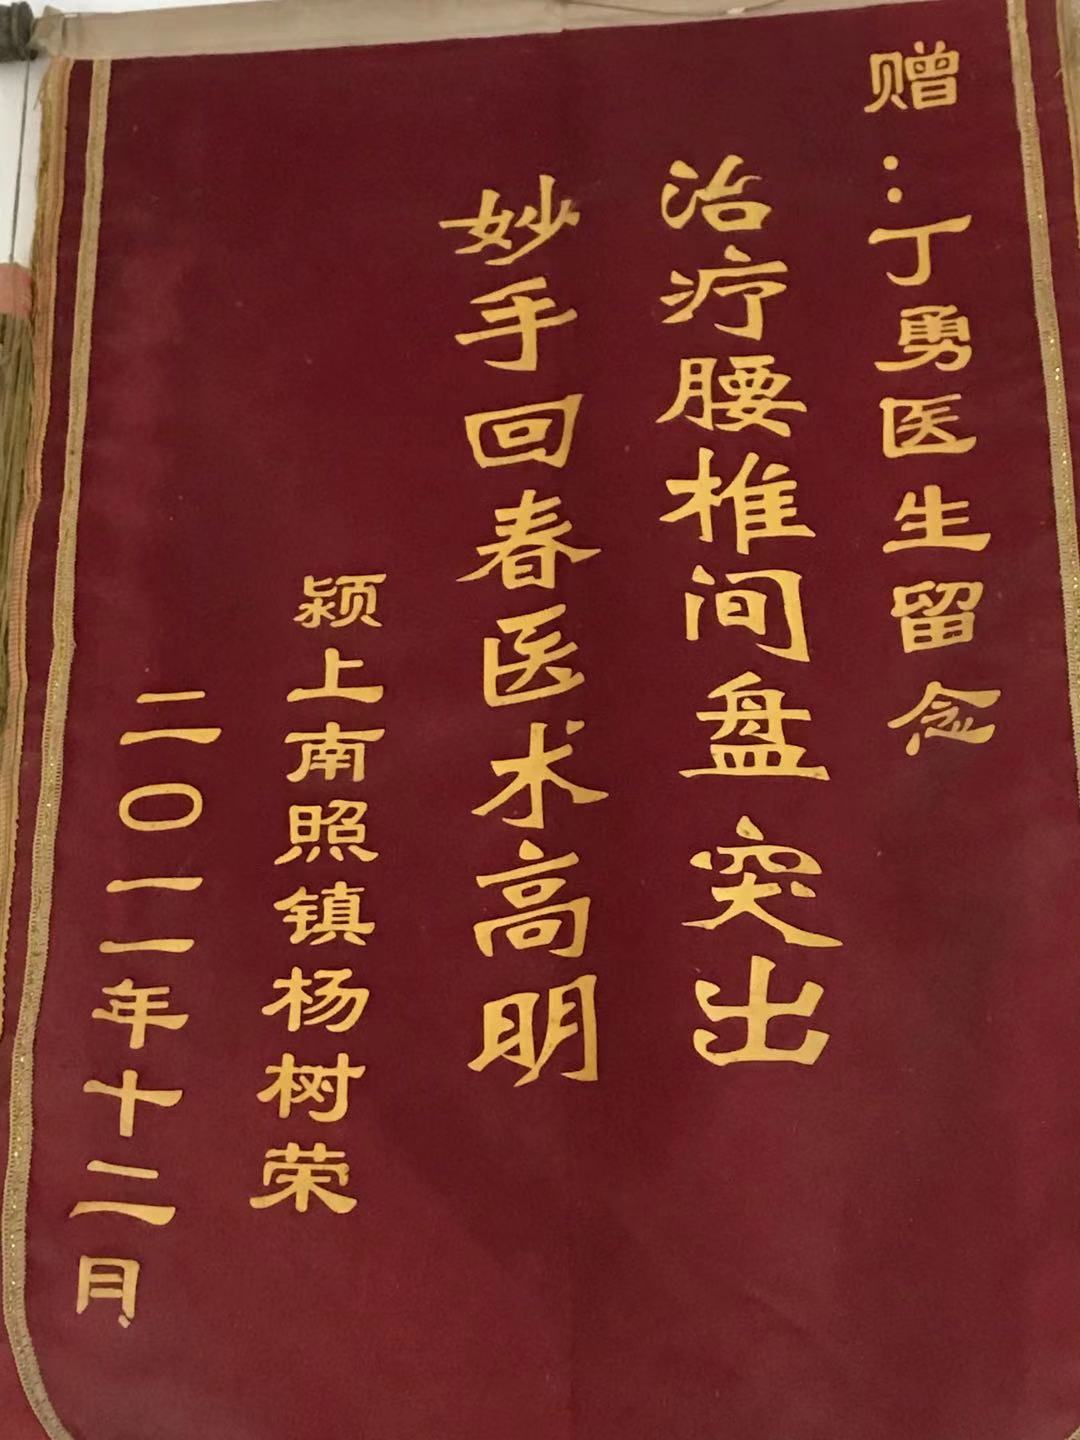 赠：丁勇医生留念
治疗腰椎间盘突出
妙手回春医术高明
颍上南照镇杨树荣
二〇一一年十二月